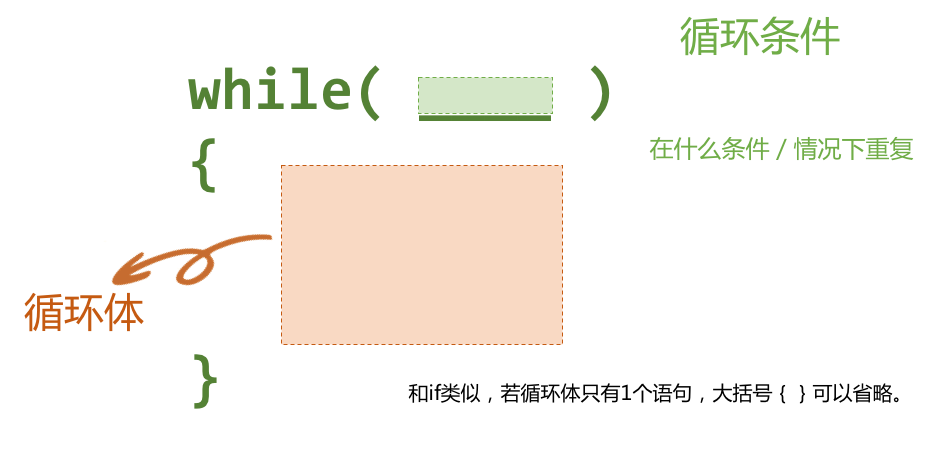 循环条件
while( )
在什么条件 / 情况下重复
{
循环体
}
和if类似，若循环体只有1个语句，大括号 { } 可以省略。